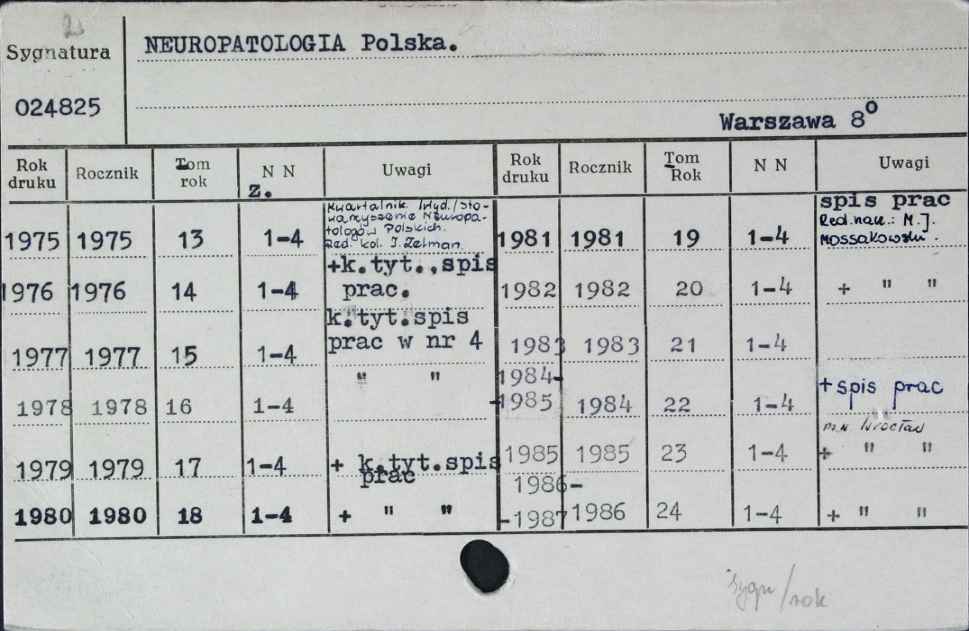 Sygnatura
NEUROPATOLOGIA Polska.
024825
Warszawa 8⁰
Rok druku Rocznik Tom rok N N z. Uwagi
1975 1975 13 1-4 Kwartalnik. Wyd./Sto-
warzyszenie Neuropa-
tologów Polskich.
Red. kol. I. Zelman.
1976 1976 14 1-4 +k.tyt.,spis
prac.
1977 1977 15 1-4 k.tyt.spis
prac w nr 4
1978 1978 16 1-4 " "
1979 1979 17 1-4 + k.tyt.spis
prac
1980 1980 18 1-4 + " "
Rok druku Rocznik Tom Rok N N Uwagi
1981 1981 19 1-4 spis prac
Red. nau.: M.J.
Mossakowski.
1982 1982 20 1-4 + " "
1983 1983 21 1-4
1984-
-1985 1984 22 1-4 +spis prac
Wrocław
1985 1985 23 1-4 + " "
1986-
-1987 1986 24 1-4 + " "
sygn/rok